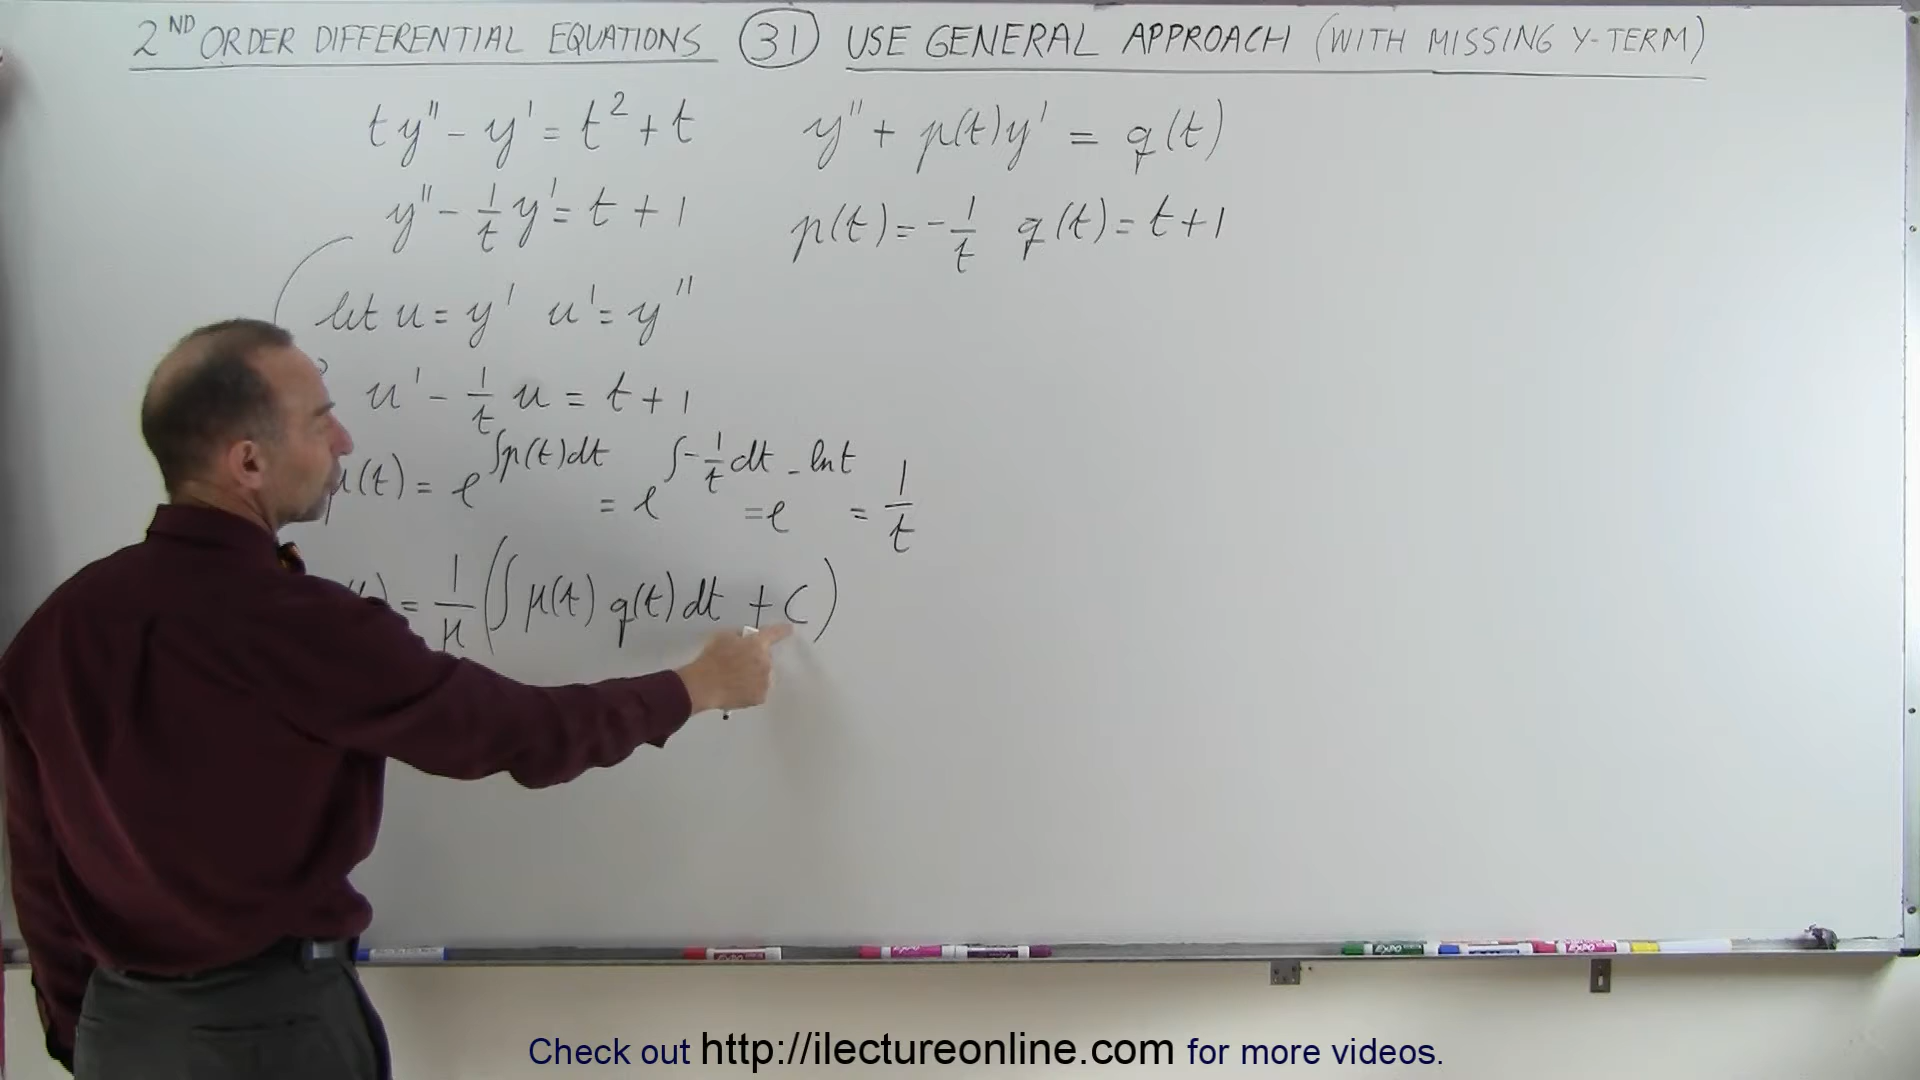 2ND ORDER DIFFERENTIAL EQUATIONS 31 USE GENERAL APPROACH (WITH MISSING Y-TERM)
ty" - y' = t² + t
y" + p(t)y' = q(t)
y" - 1/t y' = t + 1
p(t) = -1/t q(t) = t + 1
let u = y' u' = y"
u' - 1/t u = t + 1
μ(t) = e^∫p(t)dt = e^∫-1/t dt = e^-ln t = 1/t
= 1/μ (∫ μ(t) q(t) dt + C)
Check out http://ilectureonline.com for more videos.